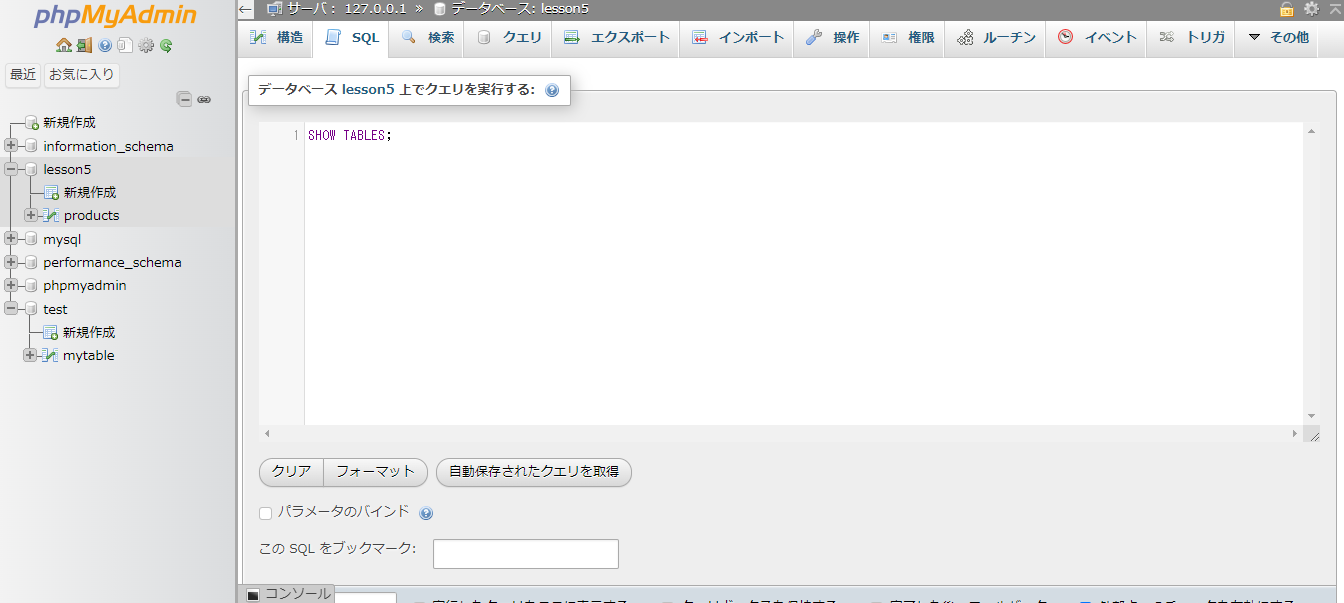 phpMyAdmin
最近 お気に入り
新規作成
information_schema
lesson5
新規作成
products
mysql
performance_schema
phpmyadmin
test
新規作成
mytable
サーバ: 127.0.0.1 » データベース: lesson5
構造 SQL 検索 クエリ エクスポート インポート 操作 権限 ルーチン イベント トリガ その他
データベース lesson5 上でクエリを実行する:
1 SHOW TABLES;
クリア フォーマット 自動保存されたクエリを取得
パラメータのバインド
この SQL をブックマーク:
コンソール